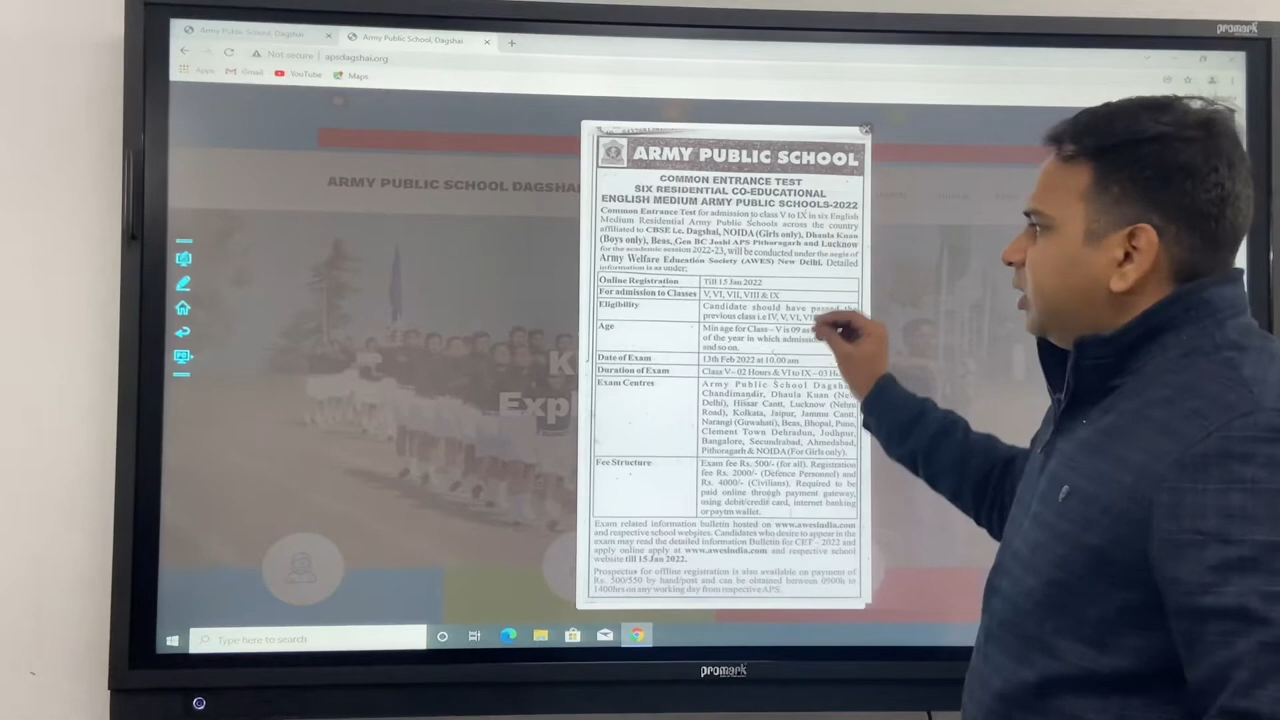 promark
Army Public School, Dagshai
Army Public School, Dagshai
Not secure
apsdagshai.org
Apps
Gmail
YouTube
Maps
ARMY PUBLIC SCHOOL DAGSHAI
ARMY PUBLIC SCHOOL
COMMON ENTRANCE TEST
SIX RESIDENTIAL CO-EDUCATIONAL
ENGLISH MEDIUM ARMY PUBLIC SCHOOLS-2022
Common Entrance Test for admission to class V to IX in six English
Medium Residential Army Public Schools across the country
affiliated to CBSE i.e. Dagshai, NOIDA (Girls only), Dhaula Kuan
(Boys only), Beas, Gen BC Joshi APS Pithoragarh and Lucknow
for the academic session 2022-23, will be conducted under the aegis of
Army Welfare Education Society (AWES) New Delhi. Detailed
information is as under;
Online Registration Till 15 Jan 2022
For admission to Classes V, VI, VII, VIII & IX
Eligibility Candidate should have passed the
previous class i.e IV, V, VI, VI
Age Min age for Class - V is 09 as
of the year in which admissi
and so on.
Date of Exam 13th Feb 2022 at 10.00 am
Duration of Exam Class V- 02 Hours & VI to IX - 03 H
Exam Centres Army Public School Dagsha
Chandimandir, Dhaula Kuan (Ne
Delhi), Hissar Cantt, Lucknow (Nehru
Road), Kolkata, Jaipur, Jammu Cantt,
Narangi (Guwahati), Beas, Bhopal, Pune,
Clement Town Dehradun, Jodhpur,
Bangalore, Secundrabad, Ahmedabad,
Pithoragarh & NOIDA (For Girls only).
Fee Structure Exam fee Rs. 500/- (for all). Registration
fee Rs. 2000/- (Defence Personnel) and
Rs. 4000/- (Civilians). Required to be
paid online through payment gateway,
using debit/credit card, internet banking
or paytm wallet.
Exam related information bulletin hosted on www.awesindia.com
and respective school websites. Candidates who desire to appear in the
exam may read the detailed information Bulletin for CET - 2022 and
apply online apply at www.awesindia.com and respective school
website till 15 Jan 2022.
Prospectus for offline registration is also available on payment of
Rs. 500/550 by hand/post and can be obtained between 0900h to
1400hrs on any working day from respective APS.
K
Expl
Type here to search
promark